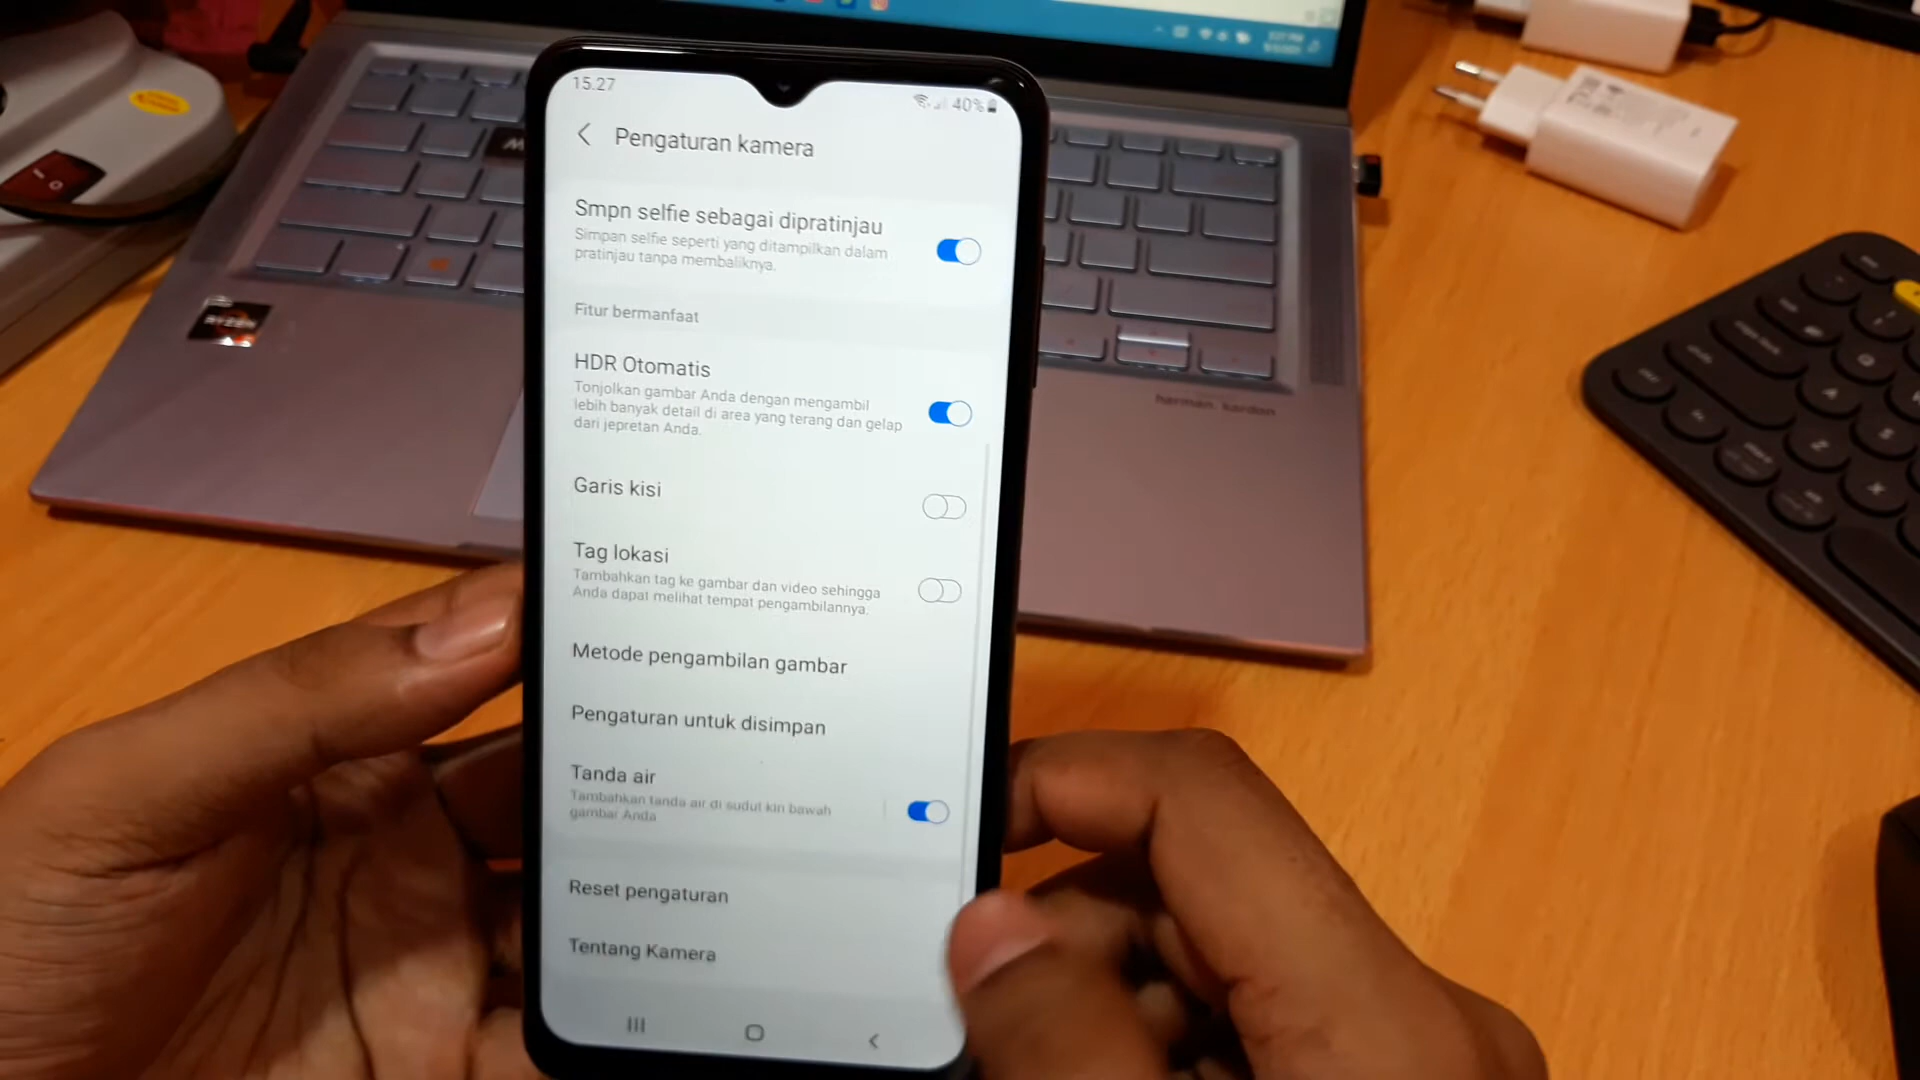 15.27
40%
Pengaturan kamera
Smpn selfie sebagai dipratinjau
Simpan selfie seperti yang ditampilkan dalam
pratinjau tanpa membaliknya.
Fitur bermanfaat
HDR Otomatis
Tonjolkan gambar Anda dengan mengambil
lebih banyak detail di area yang terang dan gelap
dari jepretan Anda.
Garis kisi
Tag lokasi
Tambahkan tag ke gambar dan video sehingga
Anda dapat melihat tempat pengambilannya.
Metode pengambilan gambar
Pengaturan untuk disimpan
Tanda air
Tambahkan tanda air di sudut kiri bawah
gambar Anda
Reset pengaturan
Tentang Kamera
RYZEN
harman/kardon